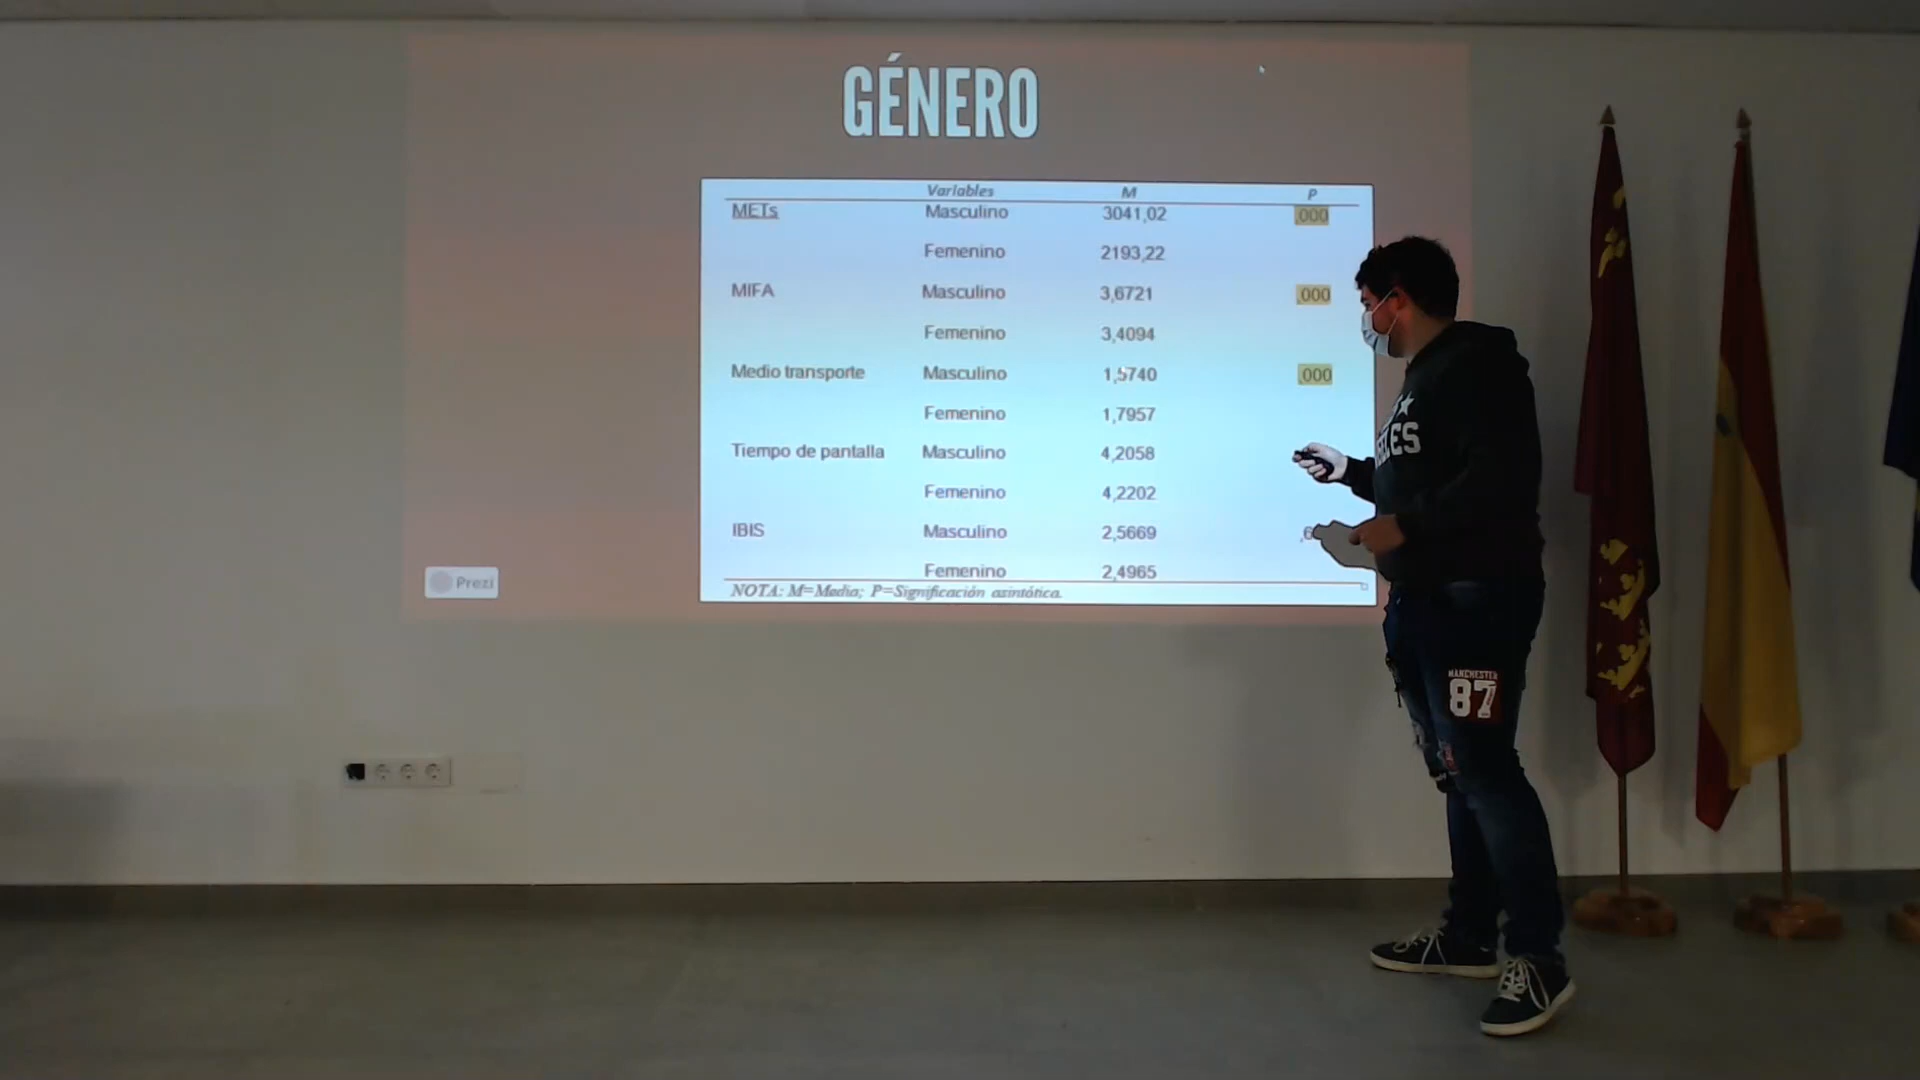 GÉNERO
Variables M P
METs Masculino 3041,02 ,000
Femenino 2193,22
MIFA Masculino 3,6721 ,000
Femenino 3,4094
Medio transporte Masculino 1,5740 ,000
Femenino 1,7957
Tiempo de pantalla Masculino 4,2058
Femenino 4,2202
IBIS Masculino 2,5669
Femenino 2,4965
NOTA: M=Media; P=Significación asintótica.
Prezi
MANCHESTER
87